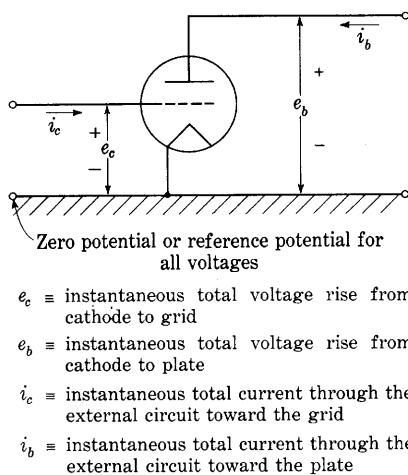 i_b
+
e_b
−
i_c
+
e_c
−
Zero potential or reference potential for
all voltages
e_c ≡ instantaneous total voltage rise from
cathode to grid
e_b ≡ instantaneous total voltage rise from
cathode to plate
i_c ≡ instantaneous total current through the
external circuit toward the grid
i_b ≡ instantaneous total current through the
external circuit toward the plate